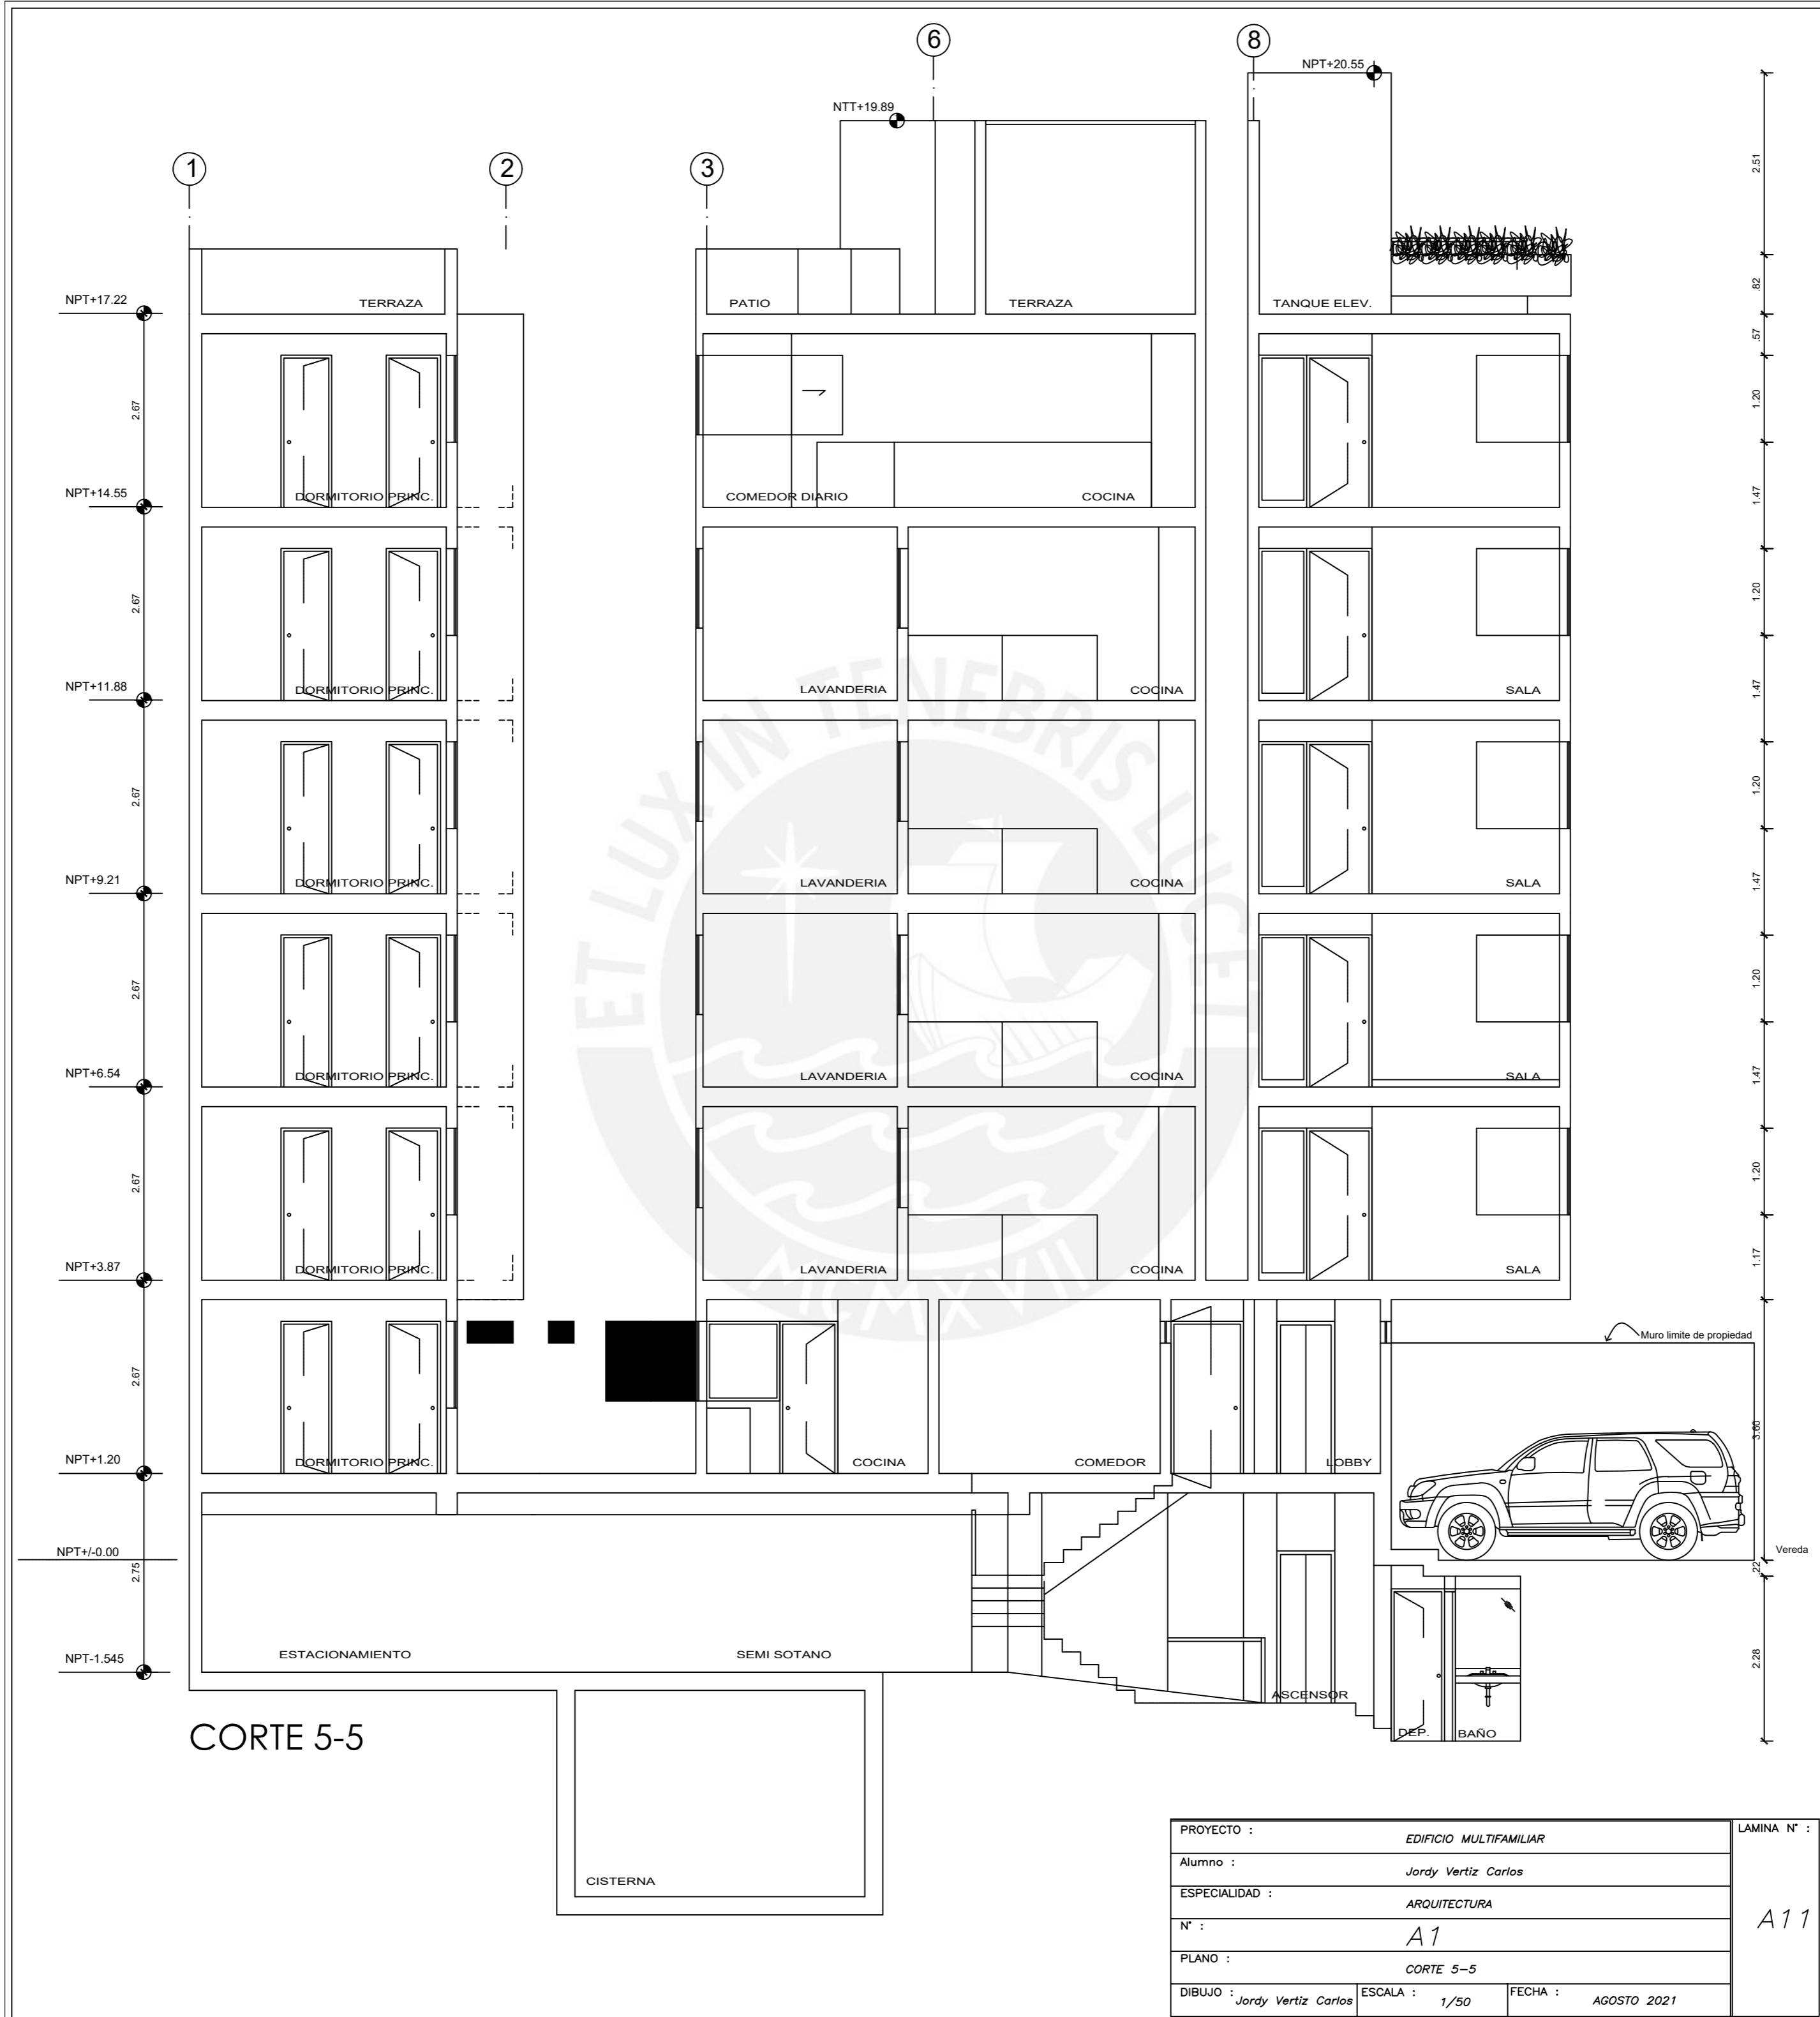 6
8
NPT+20.55
NTT+19.89
1
2
3
2.51
NPT+17.22
TERRAZA
PATIO
TERRAZA
TANQUE ELEV.
.82
.57
2.67
1.20
NPT+14.55
DORMITORIO PRINC.
COMEDOR DIARIO
COCINA
1.47
2.67
1.20
NPT+11.88
DORMITORIO PRINC.
LAVANDERIA
COCINA
SALA
1.47
ET LUX IN TENEBRIS LUCET
MCMXVII
2.67
1.20
NPT+9.21
DORMITORIO PRINC.
LAVANDERIA
COCINA
SALA
1.47
2.67
1.20
NPT+6.54
DORMITORIO PRINC.
LAVANDERIA
COCINA
SALA
1.47
2.67
1.20
NPT+3.87
DORMITORIO PRINC.
LAVANDERIA
COCINA
SALA
1.17
Muro limite de propiedad
2.67
3.60
NPT+1.20
DORMITORIO PRINC.
COCINA
COMEDOR
LOBBY
NPT+/-0.00
Vereda
2.75
.22
NPT-1.545
ESTACIONAMIENTO
SEMI SOTANO
2.28
ASCENSOR
DEP.
BAÑO
CORTE 5-5
CISTERNA
PROYECTO :
EDIFICIO MULTIFAMILIAR
LAMINA N° :
Alumno :
Jordy Vertiz Carlos
ESPECIALIDAD :
ARQUITECTURA
N° :
A1
A11
PLANO :
CORTE 5-5
DIBUJO : Jordy Vertiz Carlos
ESCALA : 1/50
FECHA : AGOSTO 2021